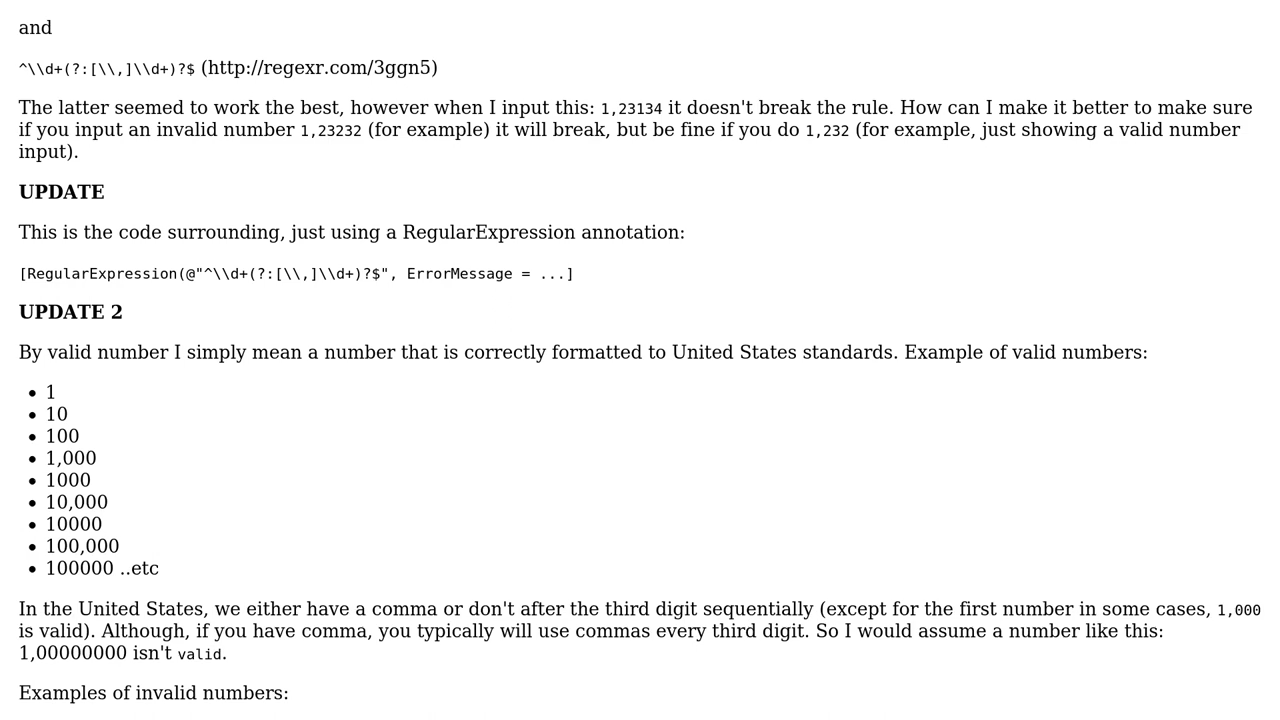 and
^\\d+(?:[\\,]\\d+)?$ (http://regexr.com/3ggn5)
The latter seemed to work the best, however when I input this: 1,23134 it doesn't break the rule. How can I make it better to make sure
if you input an invalid number 1,23232 (for example) it will break, but be fine if you do 1,232 (for example, just showing a valid number
input).
UPDATE
This is the code surrounding, just using a RegularExpression annotation:
[RegularExpression(@"^\\d+(?:[\\,]\\d+)?$", ErrorMessage = ...]
UPDATE 2
By valid number I simply mean a number that is correctly formatted to United States standards. Example of valid numbers:
• 1
• 10
• 100
• 1,000
• 1000
• 10,000
• 10000
• 100,000
• 100000 ..etc
In the United States, we either have a comma or don't after the third digit sequentially (except for the first number in some cases, 1,000
is valid). Although, if you have comma, you typically will use commas every third digit. So I would assume a number like this:
1,00000000 isn't valid.
Examples of invalid numbers: